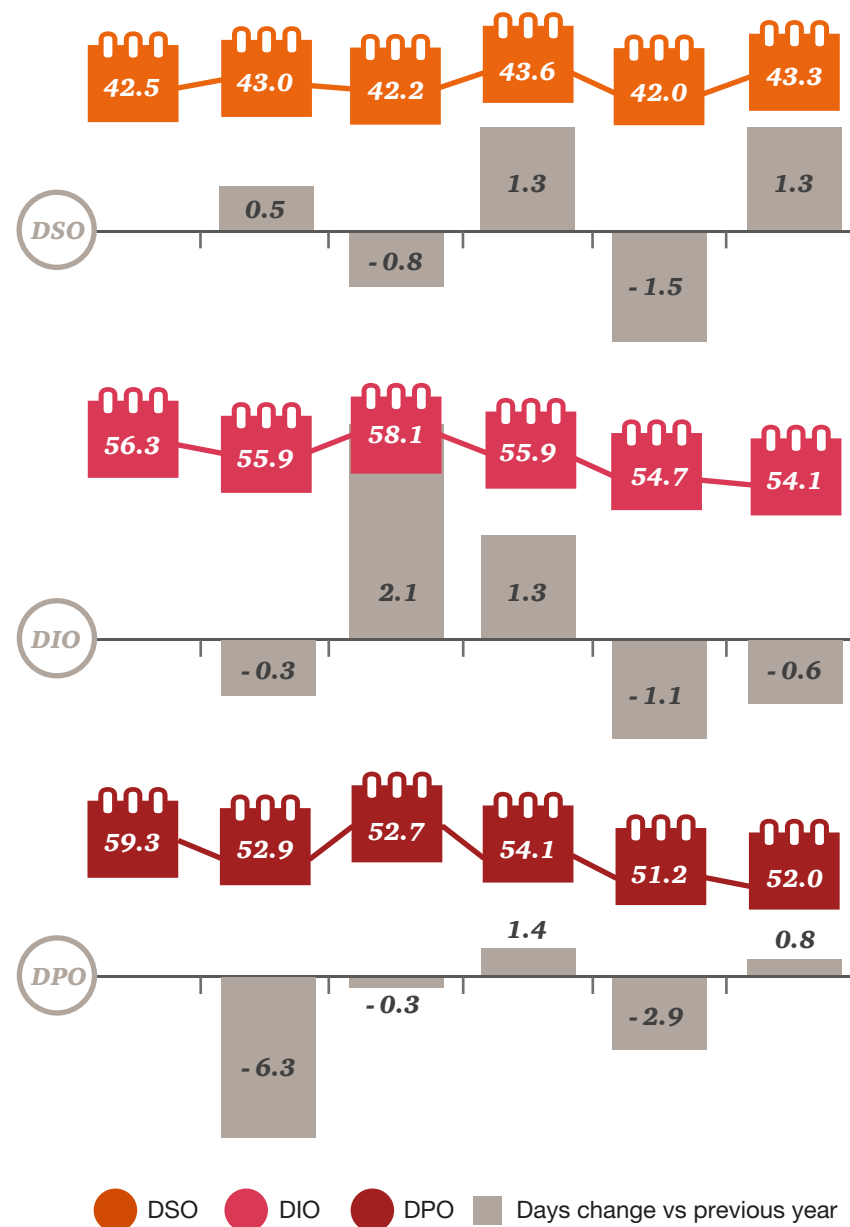 42.5 43.0 42.2 43.6 42.0 43.3
1.3 1.3
0.5
DSO
- 0.8
- 1.5
56.3 55.9 58.1 55.9 54.7 54.1
2.1 1.3
DIO
- 0.3 - 1.1 - 0.6
59.3 52.9 52.7 54.1 51.2 52.0
1.4 0.8
DPO
- 0.3
- 2.9
- 6.3
DSO DIO DPO Days change vs previous year